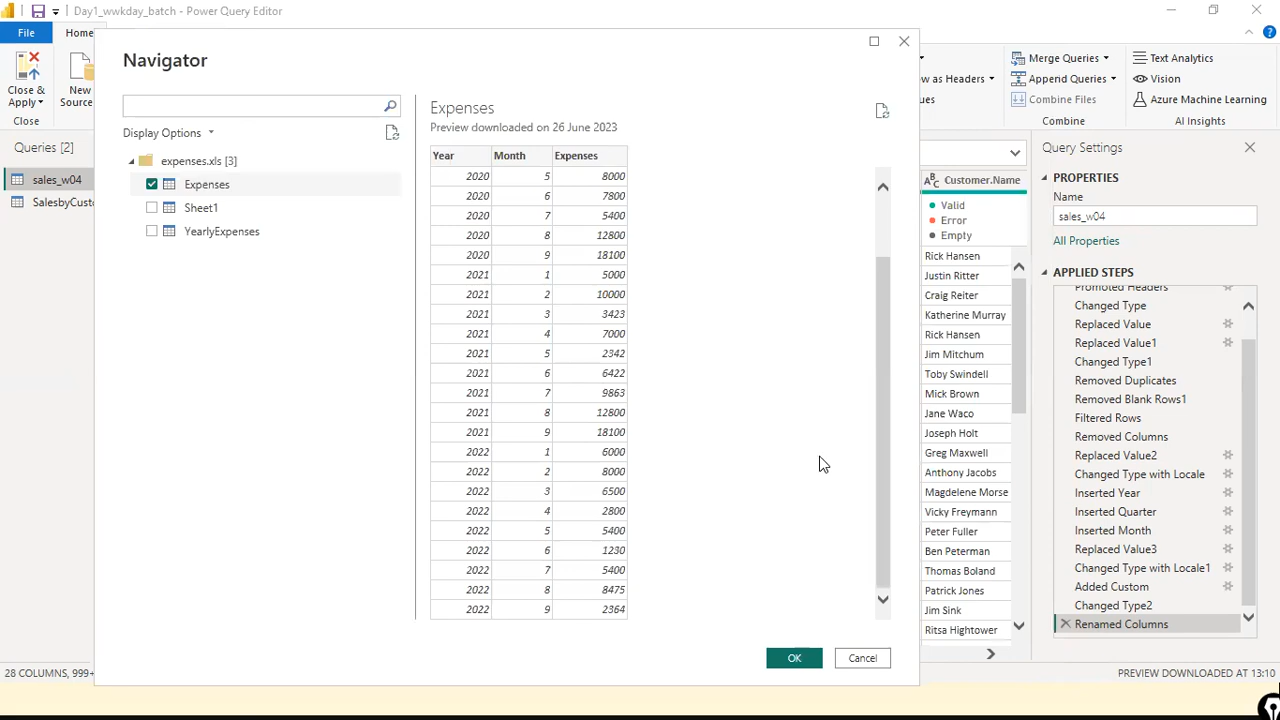 Day1_wwkday_batch - Power Query Editor
File
Home
Close &
Apply
New
Source
Close
Queries [2]
sales_w04
SalesbyCusto
28 COLUMNS, 999+
Navigator
Display Options
expenses.xls [3]
Expenses
Sheet1
YearlyExpenses
Expenses
Preview downloaded on 26 June 2023
Year Month Expenses
2020 5 8000
2020 6 7800
2020 7 5400
2020 8 12800
2020 9 18100
2021 1 5000
2021 2 10000
2021 3 3423
2021 4 7000
2021 5 2342
2021 6 6422
2021 7 9863
2021 8 12800
2021 9 18100
2022 1 6000
2022 2 8000
2022 3 6500
2022 4 2800
2022 5 5400
2022 6 1230
2022 7 5400
2022 8 8475
2022 9 2364
OK
Cancel
w as Headers
ues
Merge Queries
Append Queries
Combine Files
Combine
Text Analytics
Vision
Azure Machine Learning
AI Insights
ABC Customer.Name
Valid
Error
Empty
Rick Hansen
Justin Ritter
Craig Reiter
Katherine Murray
Rick Hansen
Jim Mitchum
Toby Swindell
Mick Brown
Jane Waco
Joseph Holt
Greg Maxwell
Anthony Jacobs
Magdelene Morse
Vicky Freymann
Peter Fuller
Ben Peterman
Thomas Boland
Patrick Jones
Jim Sink
Ritsa Hightower
Query Settings
PROPERTIES
Name
sales_w04
All Properties
APPLIED STEPS
Promoted Headers
Changed Type
Replaced Value
Replaced Value1
Changed Type1
Removed Duplicates
Removed Blank Rows1
Filtered Rows
Removed Columns
Replaced Value2
Changed Type with Locale
Inserted Year
Inserted Quarter
Inserted Month
Replaced Value3
Changed Type with Locale1
Added Custom
Changed Type2
Renamed Columns
PREVIEW DOWNLOADED AT 13:10